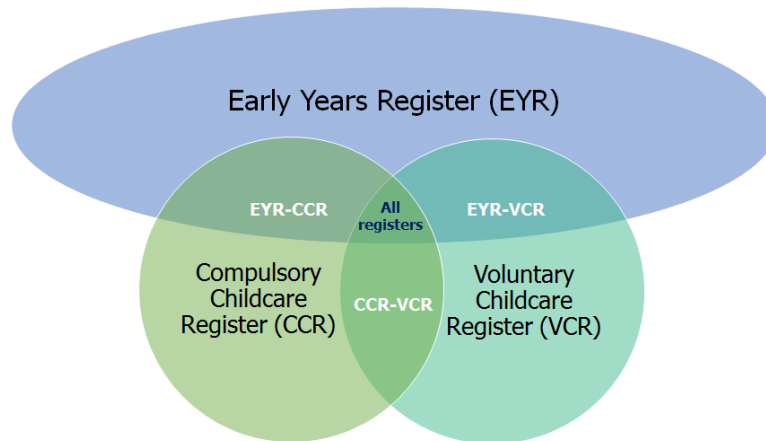 Early Years Register (EYR)
EYR-CCR
All
registers
EYR-VCR
Compulsory
Childcare
Register (CCR)
CCR-VCR
Voluntary
Childcare
Register (VCR)